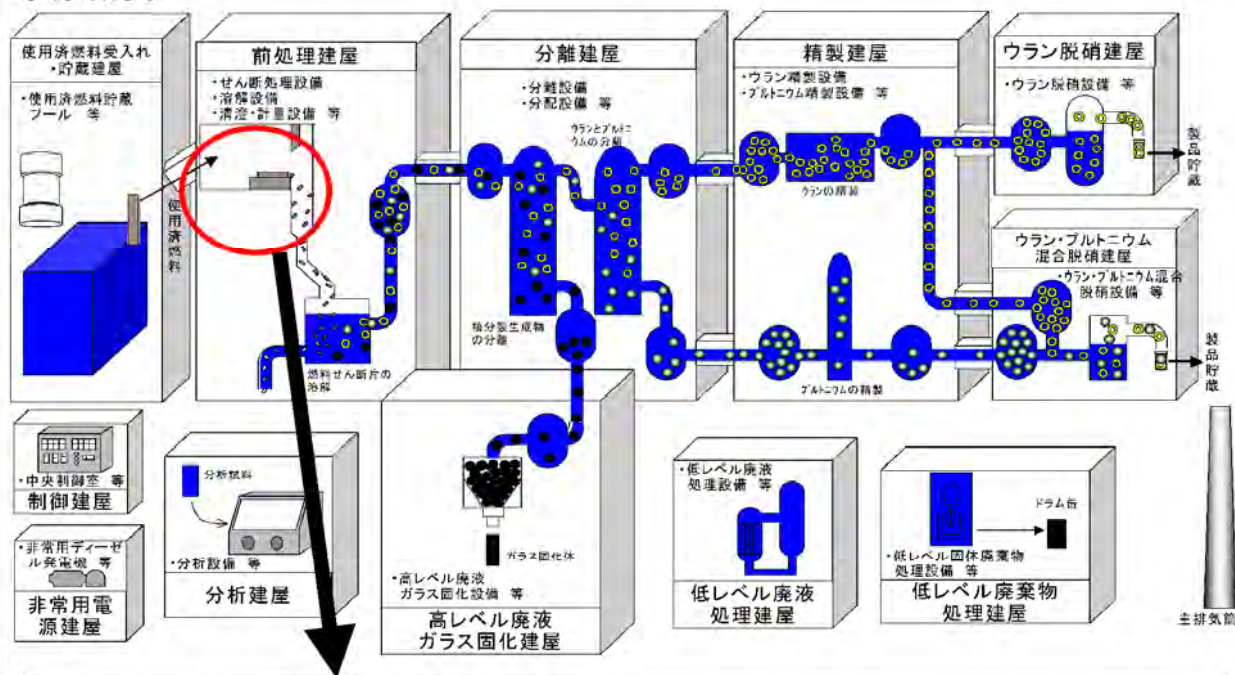 使用済燃料受入れ
・貯蔵建屋
・使用済燃料貯蔵
プール 等
使用済燃料
前処理建屋
・せん断処理設備
・溶解設備
・清澄・計量設備 等
燃料せん断片の
溶解
分離建屋
・分離設備
・分配設備 等
ウランとプルトニ
ウムの分離
核分裂生成物
の分離
精製建屋
・ウラン精製設備
・プルトニウム精製設備 等
ウランの精製
プルトニウムの精製
ウラン脱硝建屋
・ウラン脱硝設備 等
製品貯蔵
ウラン・プルトニウム
混合脱硝建屋
・ウラン・プルトニウム混合
脱硝設備 等
製品貯蔵
・中央制御室 等
制御建屋
・非常用ディーゼ
ル発電機 等
非常用電
源建屋
分析試料
・分析設備 等
分析建屋
ガラス固化体
・高レベル廃液
ガラス固化設備 等
高レベル廃液
ガラス固化建屋
・低レベル廃液
処理設備 等
低レベル廃液
処理建屋
ドラム缶
・低レベル固体廃棄物
処理設備 等
低レベル廃棄物
処理建屋
主排気筒